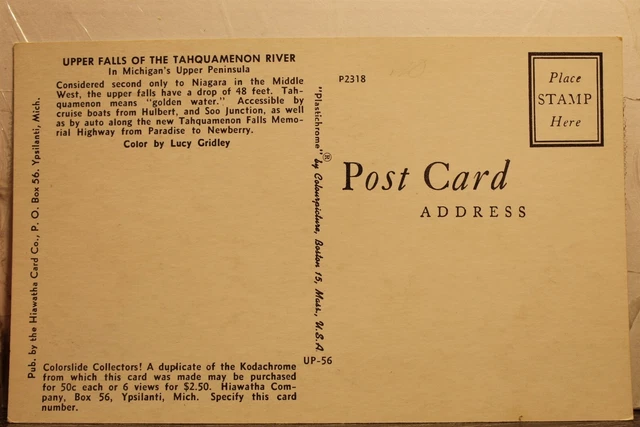 UPPER FALLS OF THE TAHQUAMENON RIVER
In Michigan's Upper Peninsula
Considered second only to Niagara in the Middle
West, the upper falls have a drop of 48 feet. Tah-
quamenon means "golden water." Accessible by
cruise boats from Hulbert, and Soo Junction, as well
as by auto along the new Tahquamenon Falls Memo-
rial Highway from Paradise to Newberry.
Color by Lucy Gridley
Pub. by the Hiawatha Card Co., P. O. Box 56, Ypsilanti, Mich.
Colorslide Collectors! A duplicate of the Kodachrome
from which this card was made may be purchased
for 50c each or 6 views for $2.50. Hiawatha Com-
pany, Box 56, Ypsilanti, Mich. Specify this card
number.
"Plastichrome"® by Colourpicture, Boston 15, Mass., U.S.A.
UP-56
P2318
Place
STAMP
Here
Post Card
ADDRESS